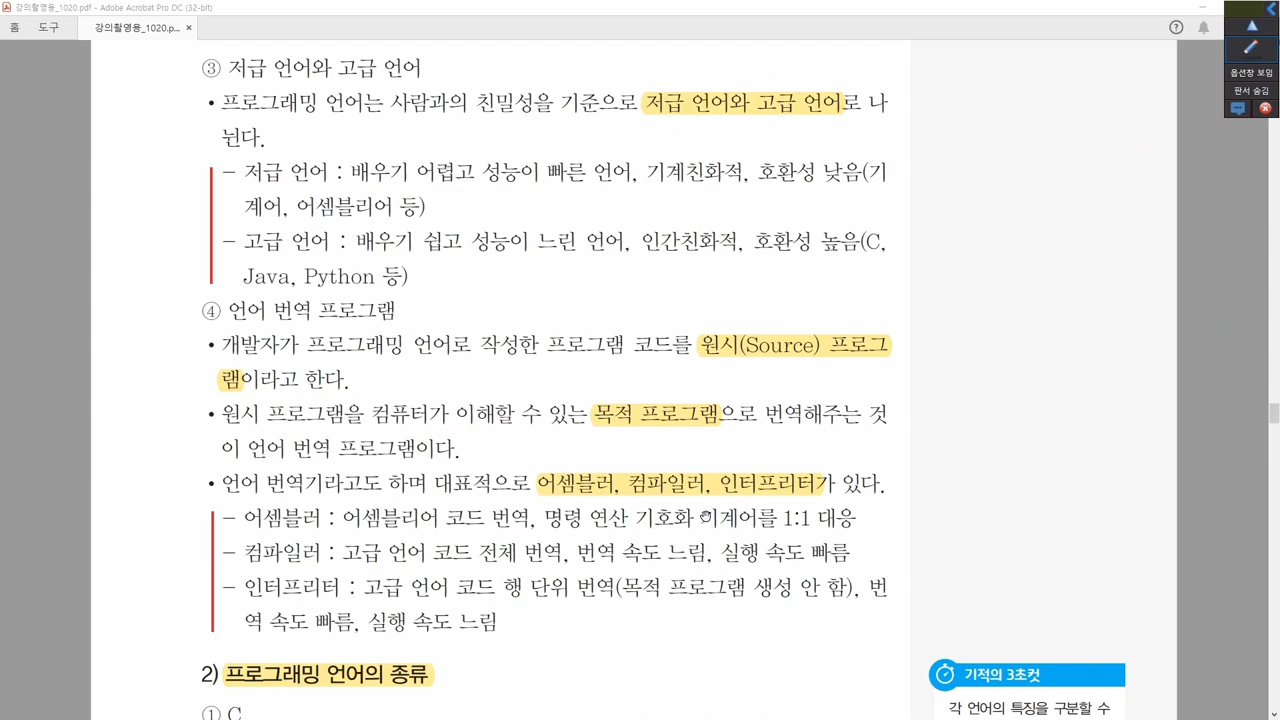 강의촬영용_1020.pdf - Adobe Acrobat Pro DC (32-bit)
홈 도구 강의촬영용_1020.p... ×
옵션창 보임
판서 숨김
③ 저급 언어와 고급 언어
• 프로그래밍 언어는 사람과의 친밀성을 기준으로 저급 언어와 고급 언어로 나
뉜다.
– 저급 언어 : 배우기 어렵고 성능이 빠른 언어, 기계친화적, 호환성 낮음(기
계어, 어셈블리어 등)
– 고급 언어 : 배우기 쉽고 성능이 느린 언어, 인간친화적, 호환성 높음(C,
Java, Python 등)
④ 언어 번역 프로그램
• 개발자가 프로그래밍 언어로 작성한 프로그램 코드를 원시(Source) 프로그
램이라고 한다.
• 원시 프로그램을 컴퓨터가 이해할 수 있는 목적 프로그램으로 번역해주는 것
이 언어 번역 프로그램이다.
• 언어 번역기라고도 하며 대표적으로 어셈블러, 컴파일러, 인터프리터가 있다.
– 어셈블러 : 어셈블리어 코드 번역, 명령 연산 기호화 기계어를 1:1 대응
– 컴파일러 : 고급 언어 코드 전체 번역, 번역 속도 느림, 실행 속도 빠름
– 인터프리터 : 고급 언어 코드 행 단위 번역(목적 프로그램 생성 안 함), 번
역 속도 빠름, 실행 속도 느림
2) 프로그래밍 언어의 종류
① C
기적의 3초컷
각 언어의 특징을 구분할 수